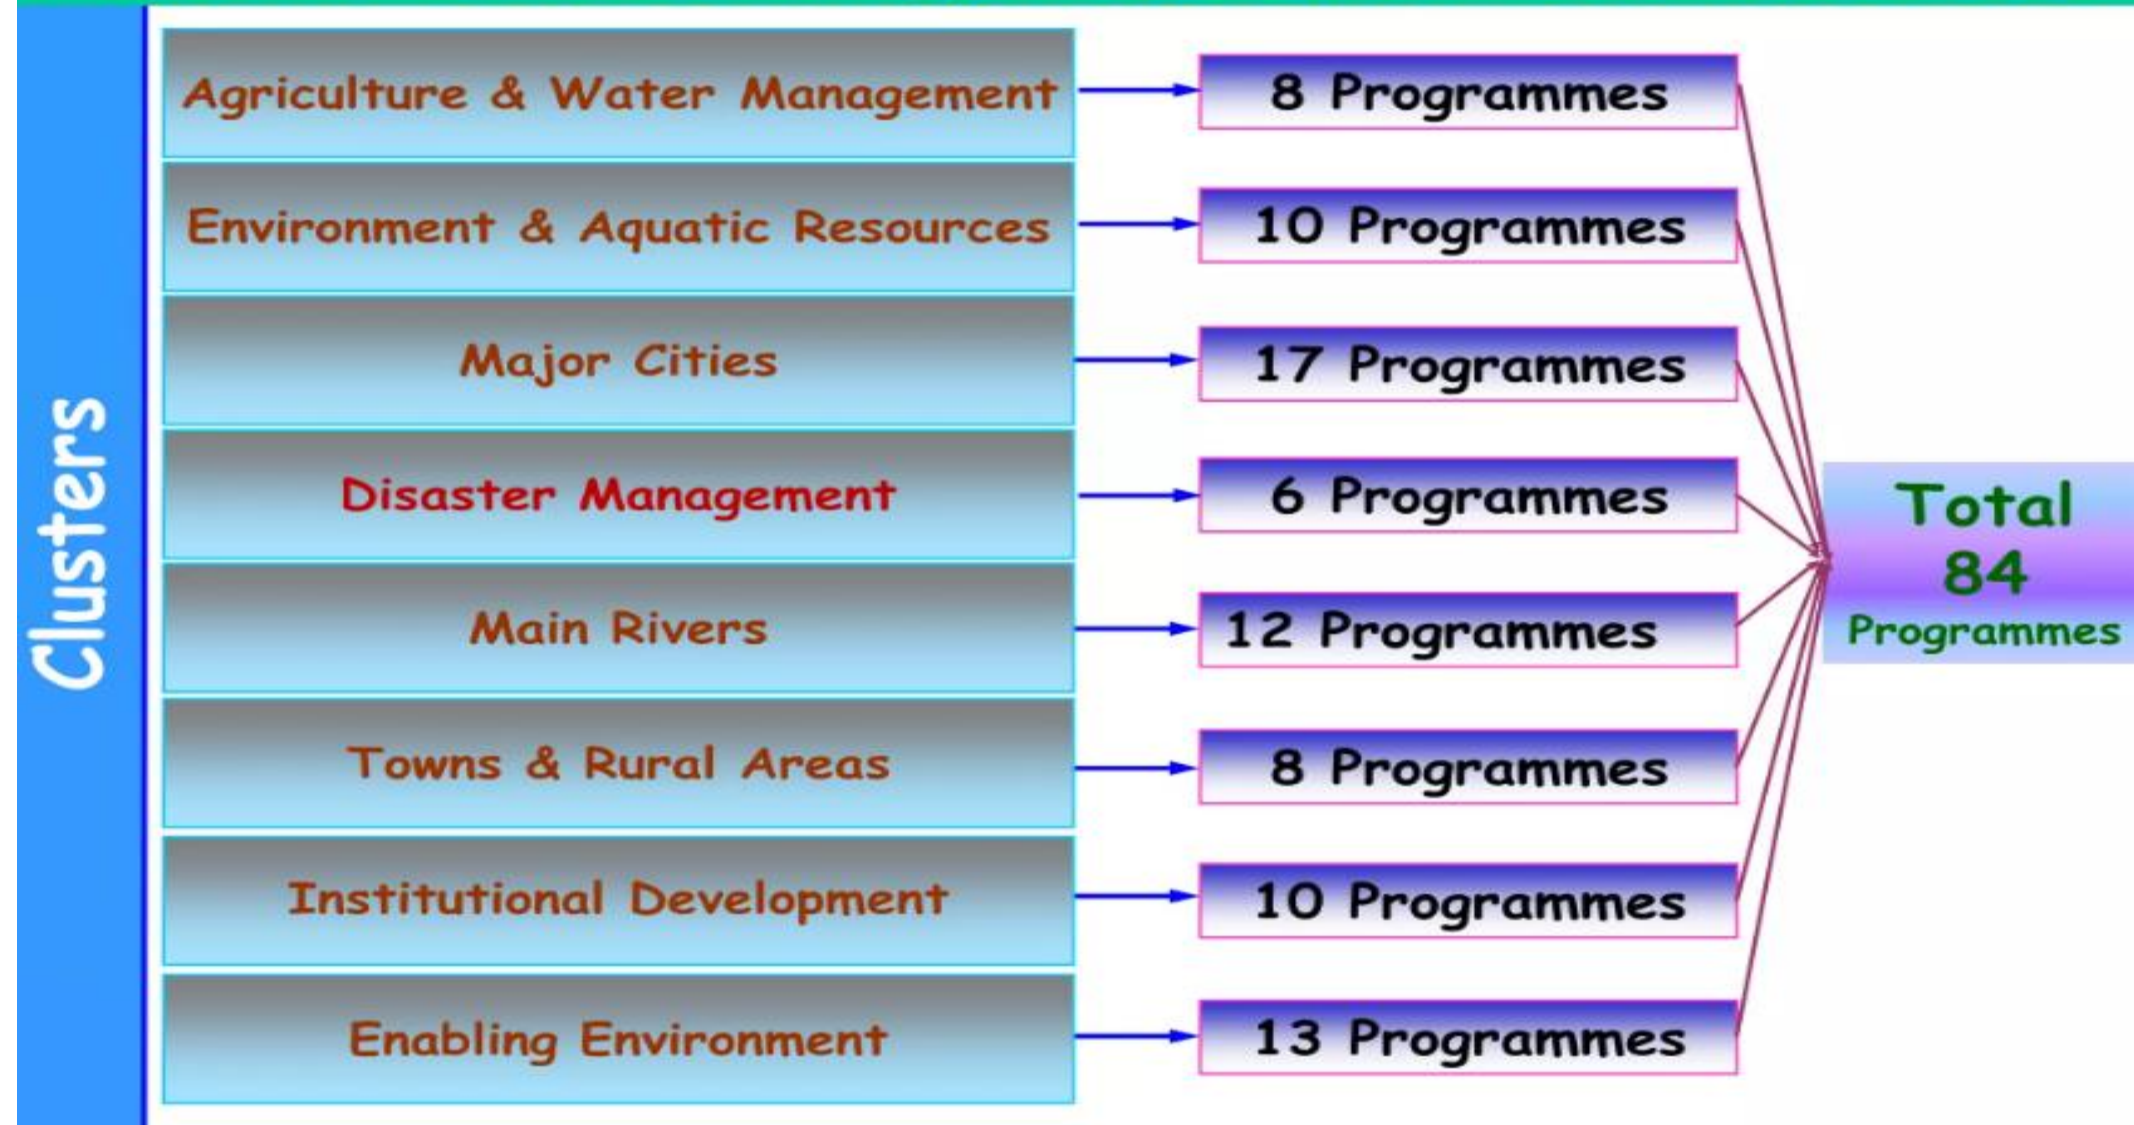 Clusters
Agriculture & Water Management
8 Programmes
Environment & Aquatic Resources
10 Programmes
Major Cities
17 Programmes
Disaster Management
6 Programmes
Main Rivers
12 Programmes
Towns & Rural Areas
8 Programmes
Institutional Development
10 Programmes
Enabling Environment
13 Programmes
Total
84
Programmes